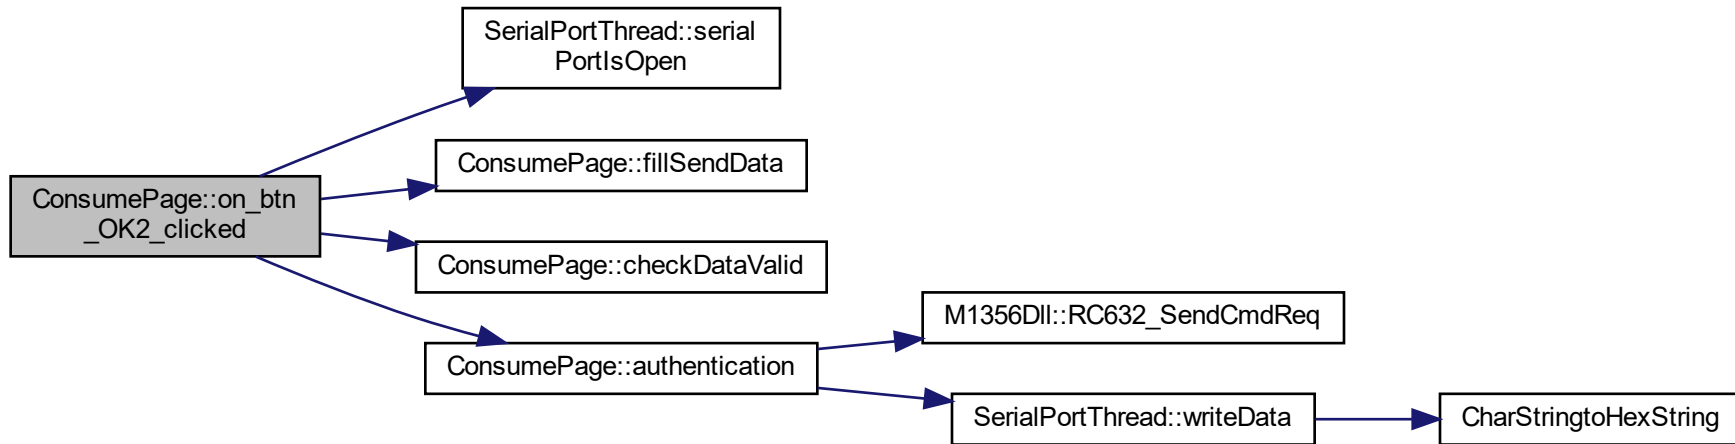 SerialPortThread::serial
PortIsOpen
ConsumePage::fillSendData
ConsumePage::on_btn
_OK2_clicked
ConsumePage::checkDataValid
M1356Dll::RC632_SendCmdReq
ConsumePage::authentication
SerialPortThread::writeData
CharStringtoHexString